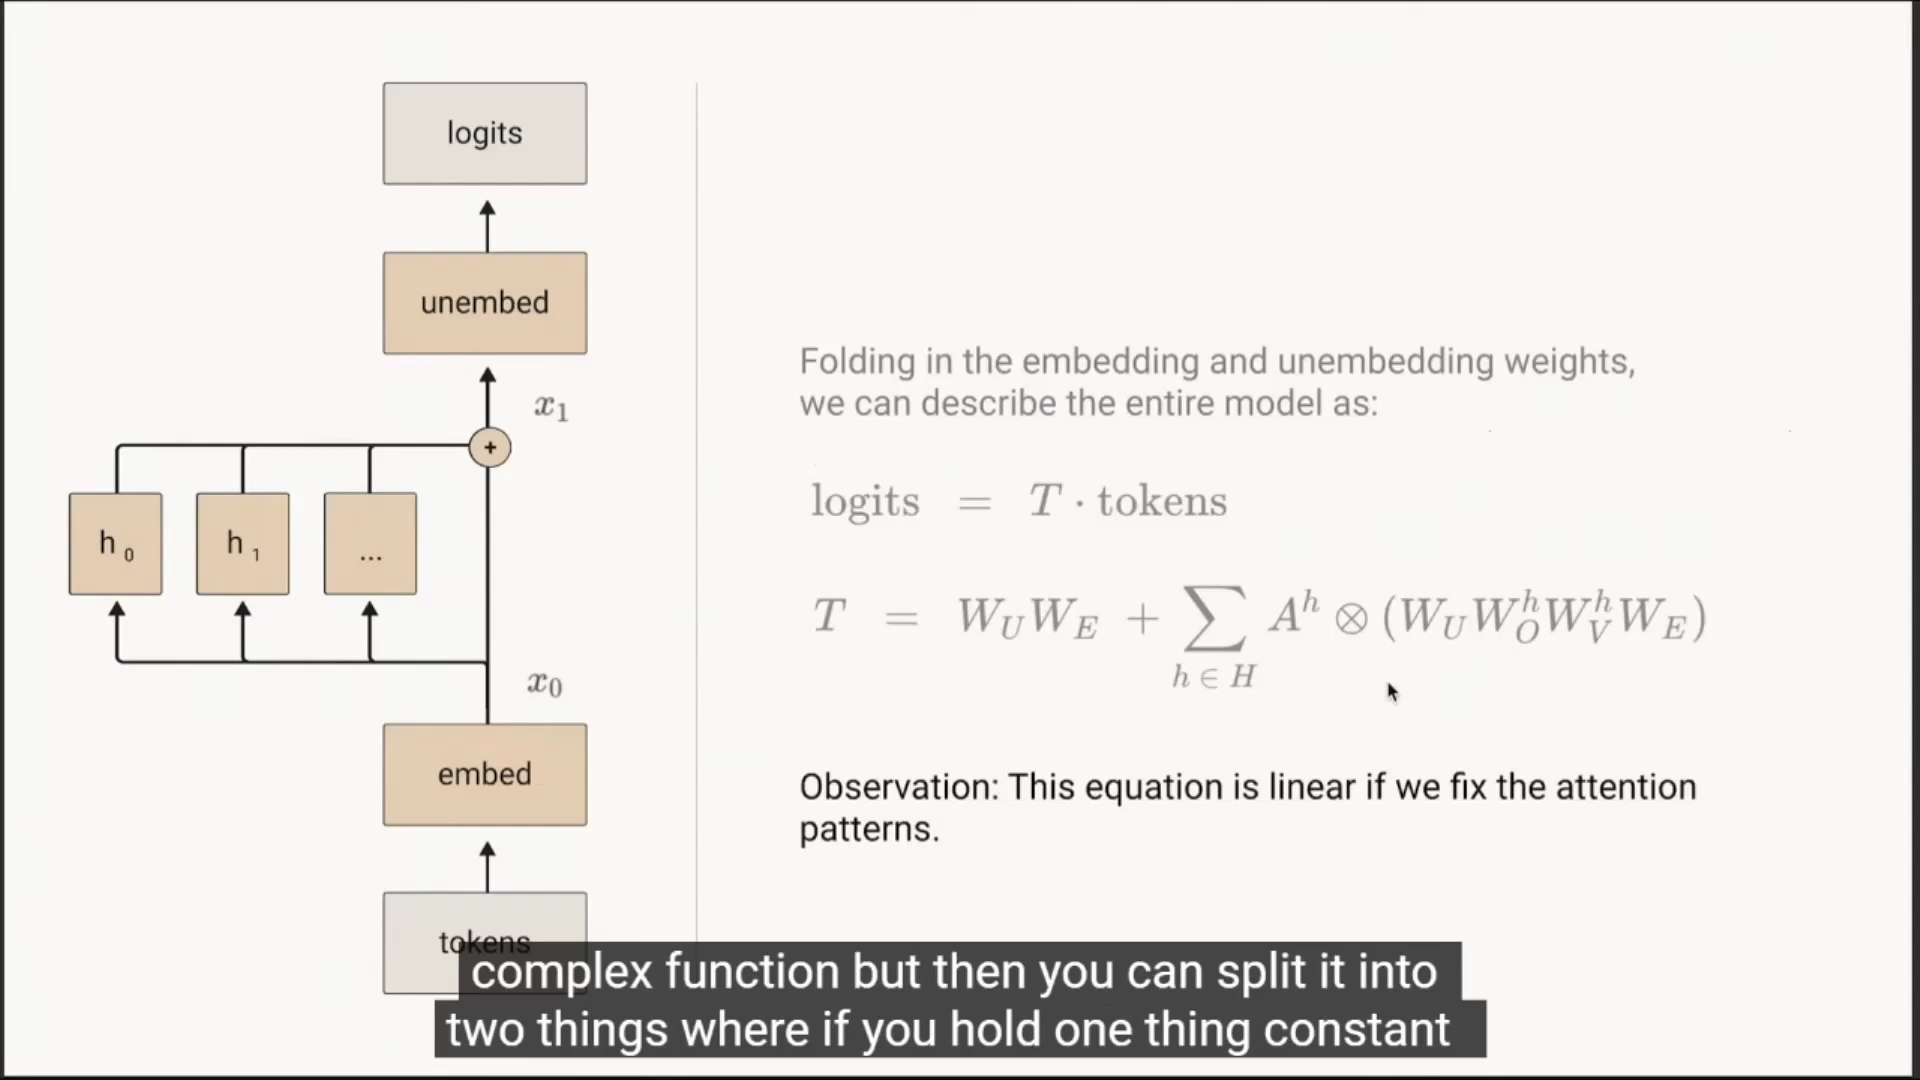 logits
unembed
x₁
+
h₀
h₁
...
x₀
embed
tokens
Folding in the embedding and unembedding weights,
we can describe the entire model as:
logits = T · tokens
T = W_U W_E + ∑_{h∈H} A^h ⊗ (W_U W_O^h W_V^h W_E)
Observation: This equation is linear if we fix the attention
patterns.
complex function but then you can split it into
two things where if you hold one thing constant